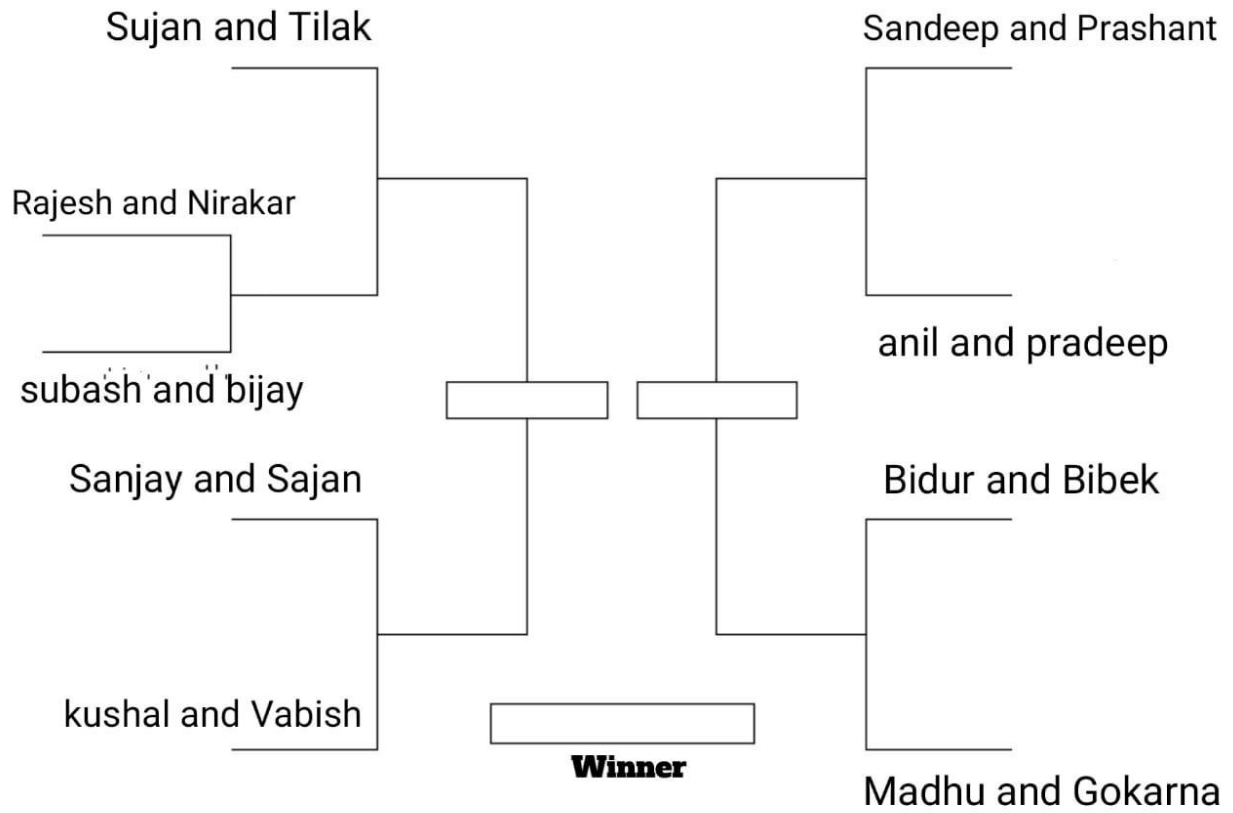 Sujan and Tilak
Sandeep and Prashant
Rajesh and Nirakar
anil and pradeep
subash and bijay
Sanjay and Sajan
Bidur and Bibek
kushal and Vabish
Winner
Madhu and Gokarna